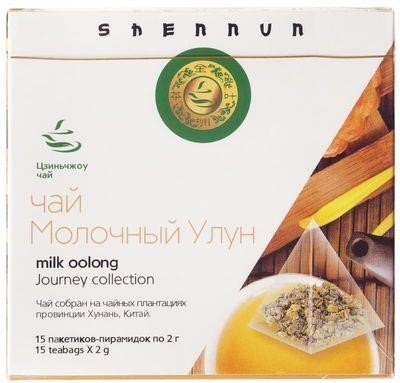 SHENNUN
Цзиньчжоу
чай
чай
Молочный Улун
milk oolong
Journey collection
Чай собран на чайных плантациях
провинции Хунань, Китай.
15 пакетиков-пирамидок по 2 г
15 teabags X 2 g